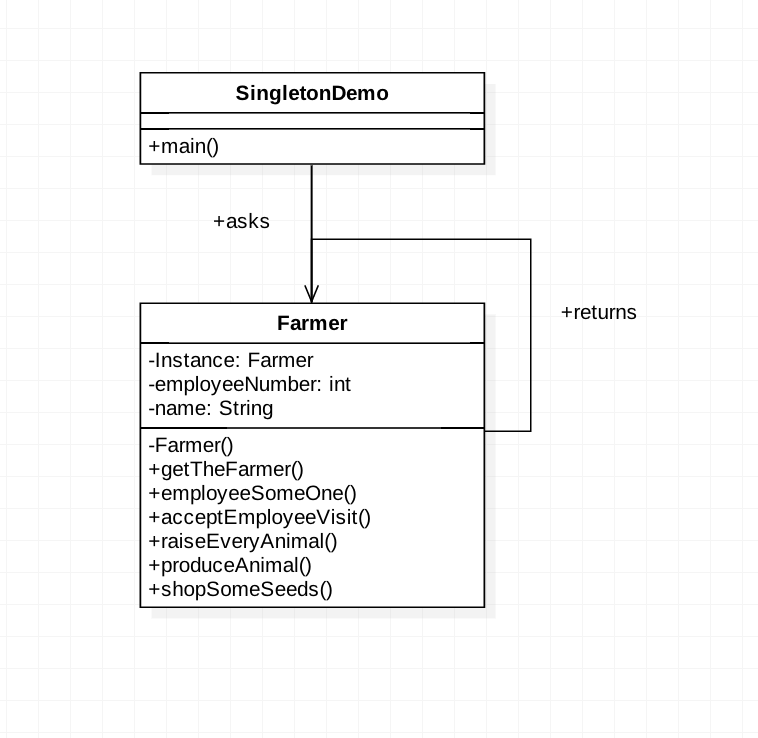 SingletonDemo
+main()
+asks
+returns
Farmer
-Instance: Farmer
-employeeNumber: int
-name: String
-Farmer()
+getTheFarmer()
+employeeSomeOne()
+acceptEmployeeVisit()
+raiseEveryAnimal()
+produceAnimal()
+shopSomeSeeds()